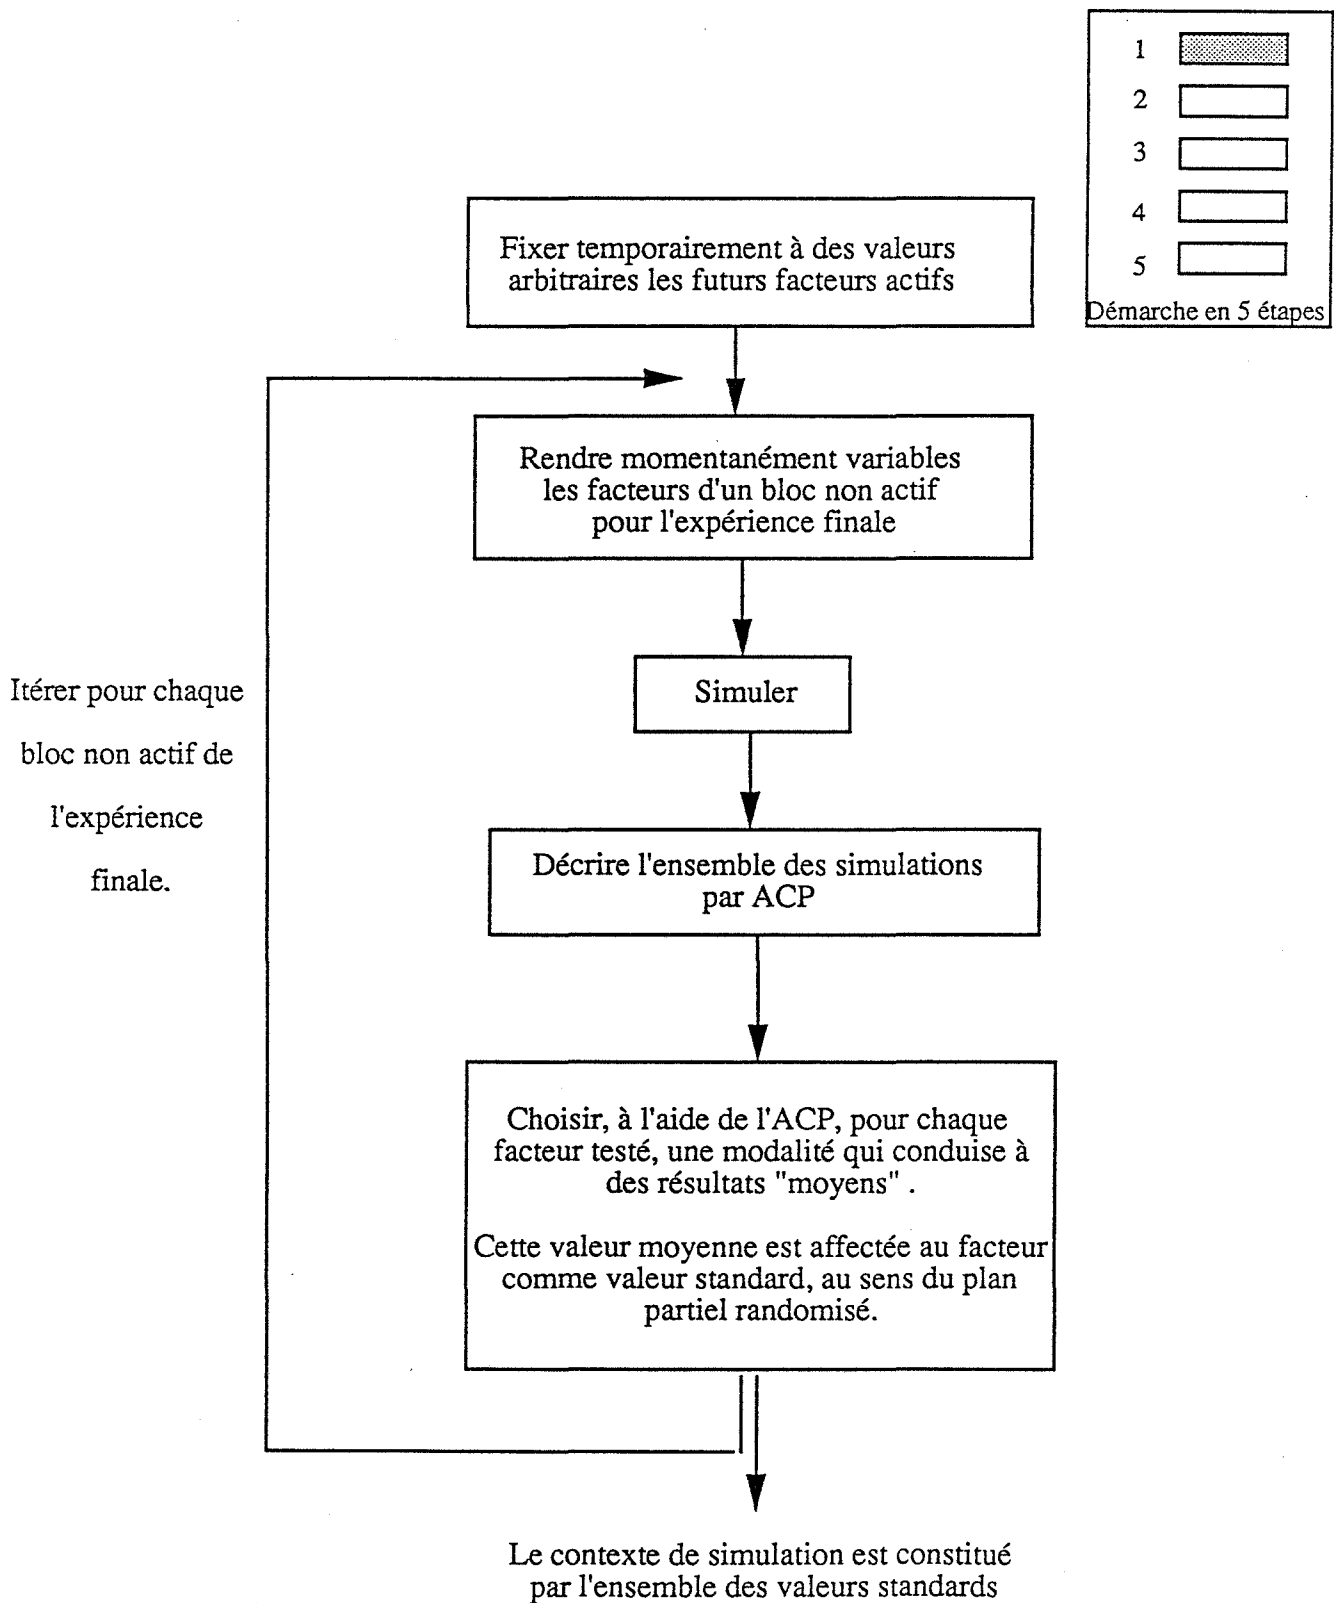 1
2
3
4
5
Démarche en 5 étapes
Fixer temporairement à des valeurs
arbitraires les futurs facteurs actifs
Rendre momentanément variables
les facteurs d'un bloc non actif
pour l'expérience finale
Simuler
Itérer pour chaque
bloc non actif de
l'expérience
finale.
Décrire l'ensemble des simulations
par ACP
Choisir, à l'aide de l'ACP, pour chaque
facteur testé, une modalité qui conduise à
des résultats "moyens" .
Cette valeur moyenne est affectée au facteur
comme valeur standard, au sens du plan
partiel randomisé.
Le contexte de simulation est constitué
par l'ensemble des valeurs standards